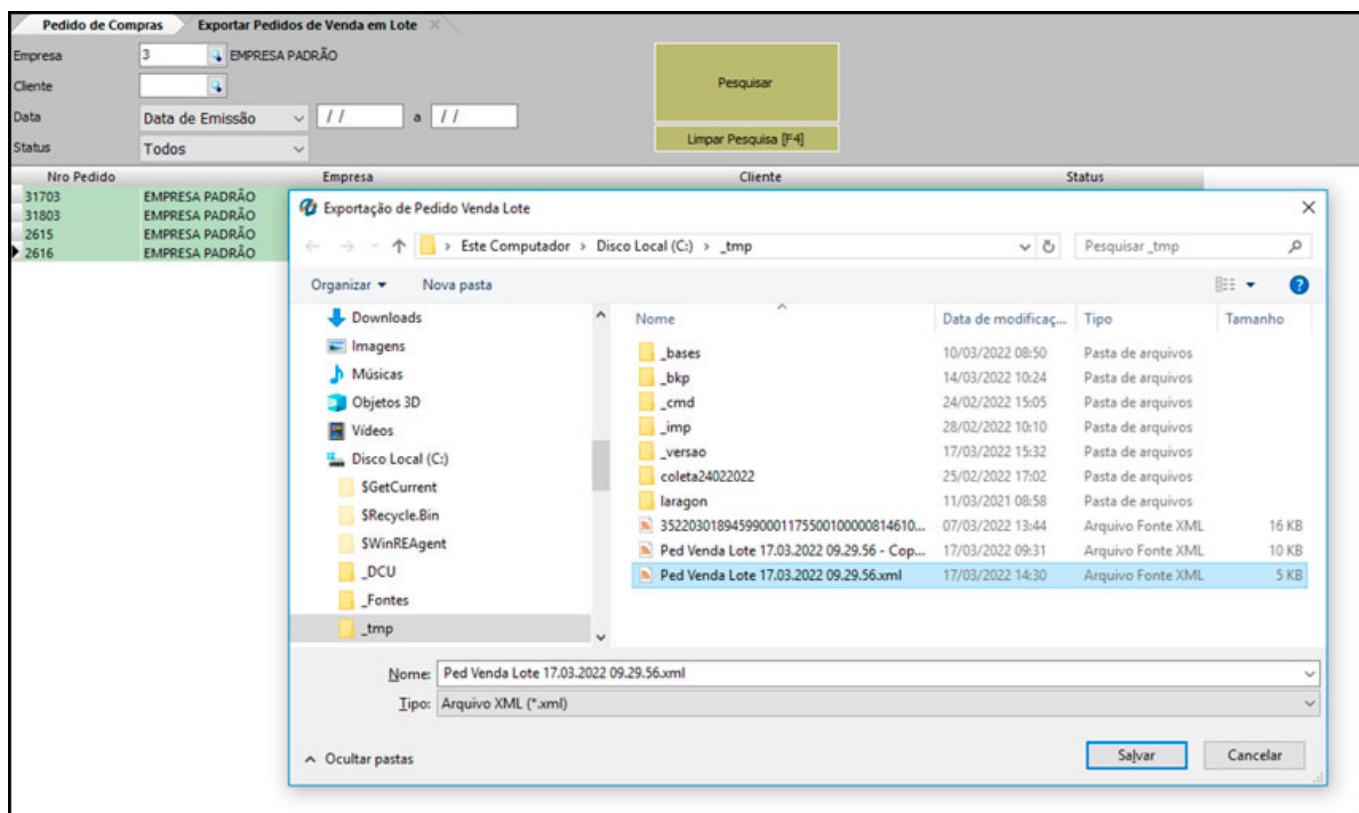 Pedido de Compras Exportar Pedidos de Venda em Lote
Empresa 3 EMPRESA PADRÃO
Cliente
Data Data de Emissão / / a / /
Status Todos
Pesquisar
Limpar Pesquisa [F4]
Nro Pedido Empresa Cliente Status
31703 EMPRESA PADRÃO
31803 EMPRESA PADRÃO
2615 EMPRESA PADRÃO
2616 EMPRESA PADRÃO
Exportação de Pedido Venda Lote
Este Computador > Disco Local (C:) > _tmp
Pesquisar _tmp
Organizar Nova pasta
Downloads
Imagens
Músicas
Objetos 3D
Vídeos
Disco Local (C:)
$GetCurrent
$Recycle.Bin
$WinREAgent
_DCU
_Fontes
_tmp
Nome Data de modificaç... Tipo Tamanho
_bases 10/03/2022 08:50 Pasta de arquivos
_bkp 14/03/2022 10:24 Pasta de arquivos
_cmd 24/02/2022 15:05 Pasta de arquivos
_imp 28/02/2022 10:10 Pasta de arquivos
_versao 17/03/2022 15:32 Pasta de arquivos
coleta24022022 25/02/2022 17:02 Pasta de arquivos
laragon 11/03/2021 08:58 Pasta de arquivos
3522030189459900011755001000000814610... 07/03/2022 13:44 Arquivo Fonte XML 16 KB
Ped Venda Lote 17.03.2022 09.29.56 - Cop... 17/03/2022 09:31 Arquivo Fonte XML 10 KB
Ped Venda Lote 17.03.2022 09.29.56.xml 17/03/2022 14:30 Arquivo Fonte XML 5 KB
Nome: Ped Venda Lote 17.03.2022 09.29.56.xml
Tipo: Arquivo XML (*.xml)
Ocultar pastas
Salvar
Cancelar